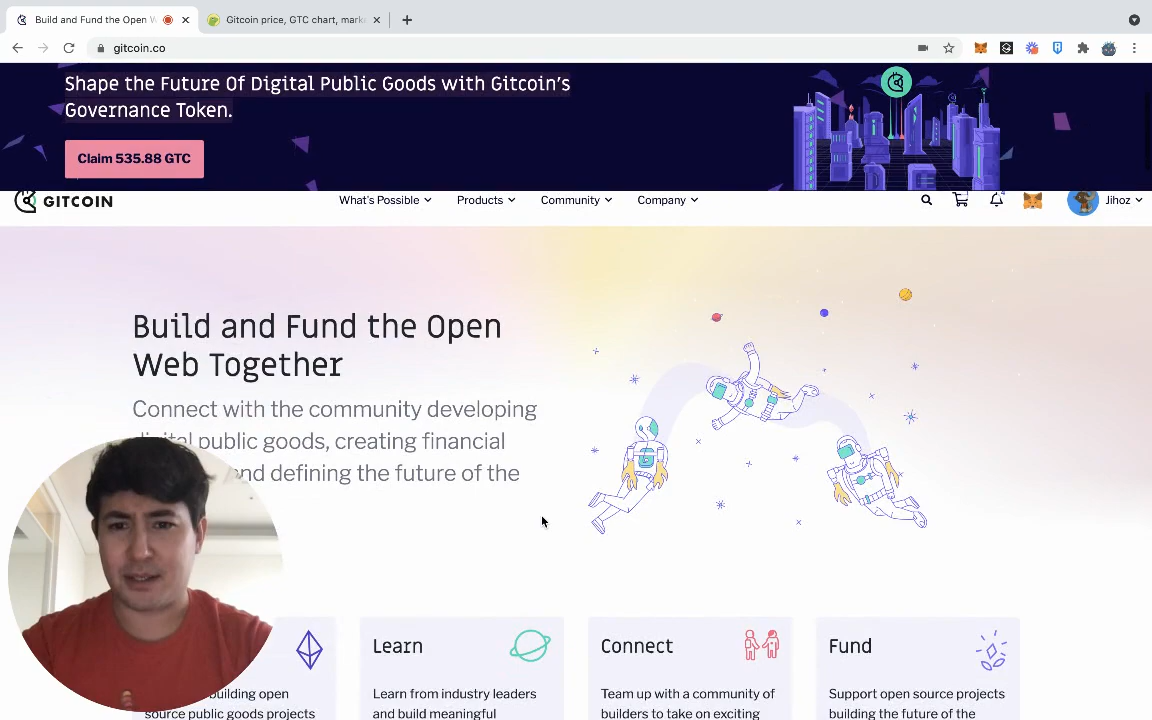 Build and Fund the Open W
Gitcoin price, GTC chart, mark
gitcoin.co
Shape the Future Of Digital Public Goods with Gitcoin's
Governance Token.
Claim 535.88 GTC
GITCOIN
What's Possible
Products
Community
Company
Jihoz
Build and Fund the Open
Web Together
Connect with the community developing
digital public goods, creating financial
and defining the future of the
Learn
Connect
Fund
building open
source public goods projects
Learn from industry leaders
and build meaningful
Team up with a community of
builders to take on exciting
Support open source projects
building the future of the